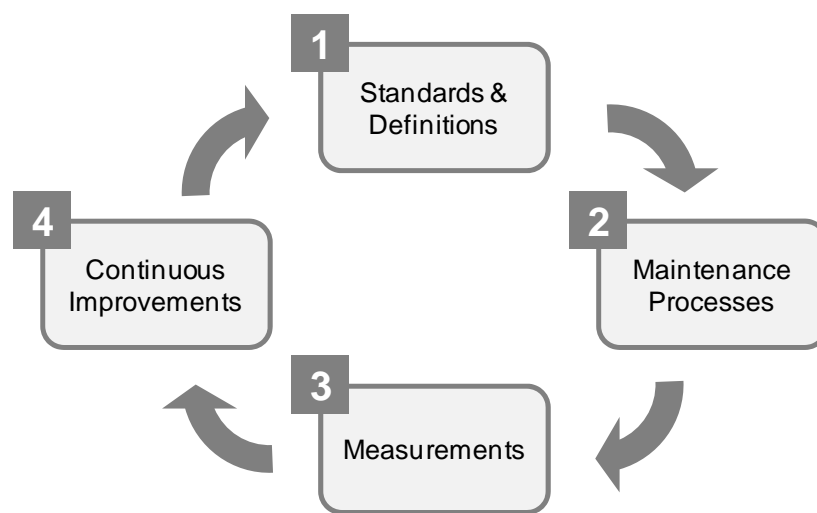 1
Standards &
Definitions
2
Maintenance
Processes
3
Measurements
4
Continuous
Improvements